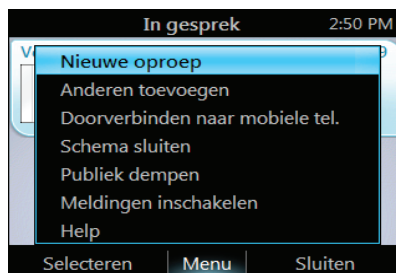 In gesprek 2:50 PM
Nieuwe oproep
Anderen toevoegen
Doorverbinden naar mobiele tel.
Schema sluiten
Publiek dempen
Meldingen inschakelen
Help
Selecteren Menu Sluiten